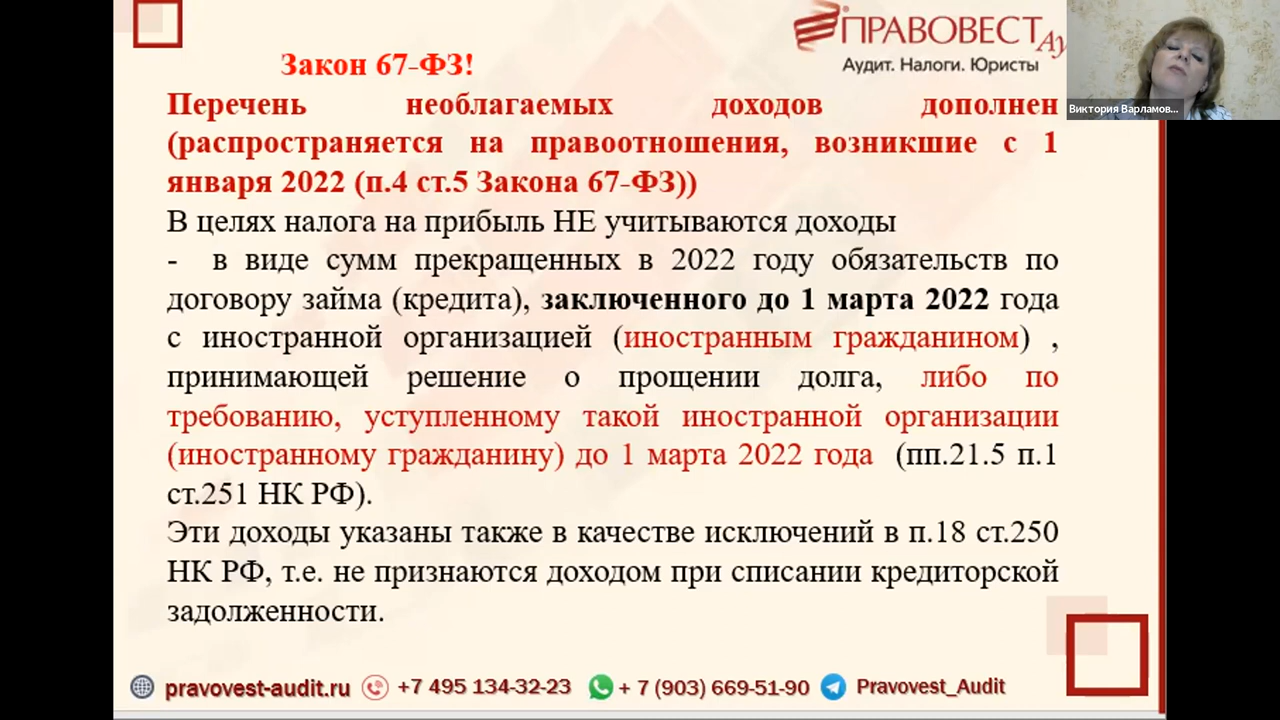 ПРАВОВЕСТ Ау
Аудит. Налоги. Юристы
Виктория Варламов...
Закон 67-ФЗ!
Перечень необлагаемых доходов дополнен
(распространяется на правоотношения, возникшие с 1
января 2022 (п.4 ст.5 Закона 67-ФЗ))
В целях налога на прибыль НЕ учитываются доходы
- в виде сумм прекращенных в 2022 году обязательств по
договору займа (кредита), заключенного до 1 марта 2022 года
с иностранной организацией (иностранным гражданином) ,
принимающей решение о прощении долга, либо по
требованию, уступленному такой иностранной организации
(иностранному гражданину) до 1 марта 2022 года (пп.21.5 п.1
ст.251 НК РФ).
Эти доходы указаны также в качестве исключений в п.18 ст.250
НК РФ, т.е. не признаются доходом при списании кредиторской
задолженности.
pravovest-audit.ru +7 495 134-32-23 + 7 (903) 669-51-90 Pravovest_Audit